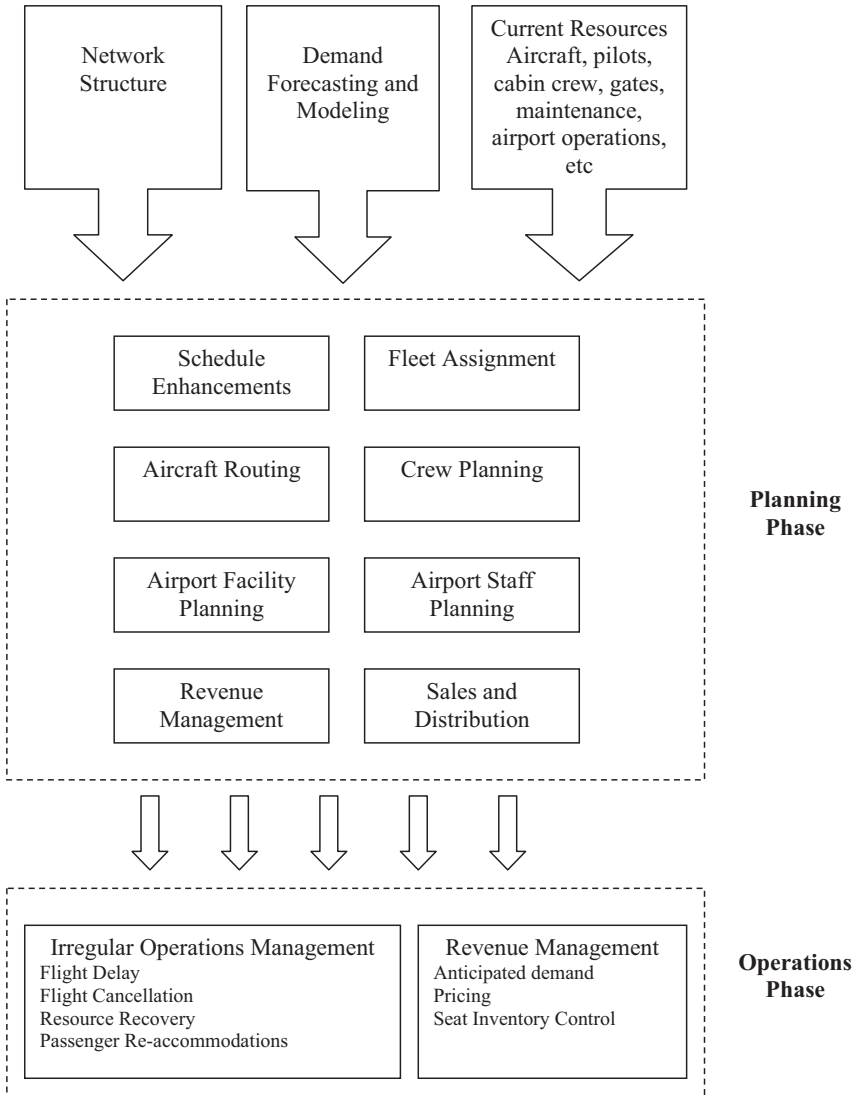 Network
Structure
Demand
Forecasting and
Modeling
Current Resources
Aircraft, pilots,
cabin crew, gates,
maintenance,
airport operations,
etc
Schedule
Enhancements
Fleet Assignment
Aircraft Routing
Crew Planning
Airport Facility
Planning
Airport Staff
Planning
Revenue
Management
Sales and
Distribution
Planning
Phase
Irregular Operations Management
Flight Delay
Flight Cancellation
Resource Recovery
Passenger Re-accommodations
Revenue Management
Anticipated demand
Pricing
Seat Inventory Control
Operations
Phase